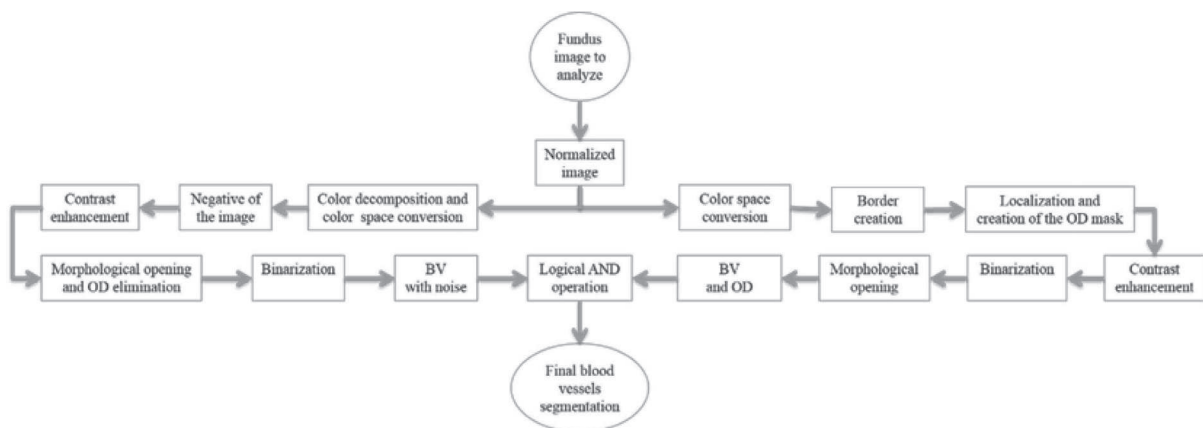 Fundus
image to
analyze
Normalized
image
Contrast
enhancement
Negative of
the image
Color decomposition and
color space conversion
Color space
conversion
Border
creation
Localization and
creation of the OD mask
Morphological opening
and OD elimination
Binarization
BV
with noise
Logical AND
operation
BV
and OD
Morphological
opening
Binarization
Contrast
enhancement
Final blood
vessels
segmentation